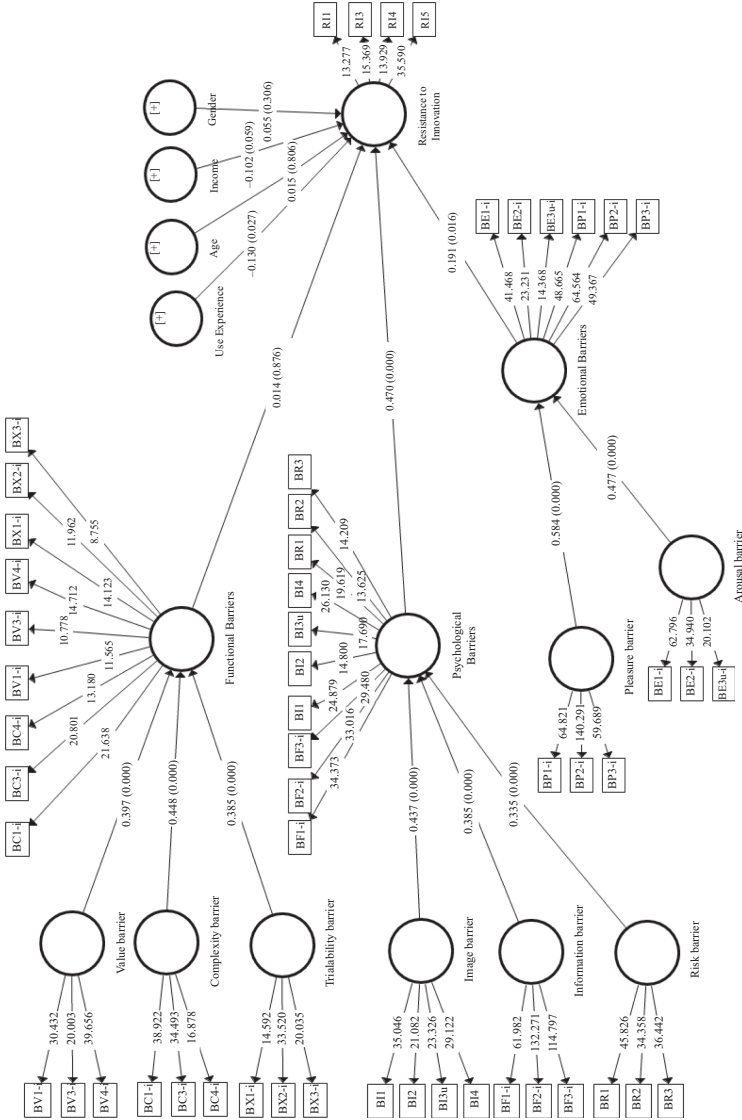 RI1
RI3
RI4
RI5
13.277
15.369
13.929
35.590
Resistance to
Innovation
[+]
Gender
0.055 (0.306)
[+]
Income
−0.102 (0.059)
[+]
Age
0.015 (0.806)
[+]
Use Experience
−0.130 (0.027)
0.014 (0.876)
0.470 (0.000)
0.191 (0.016)
BC1-i
BC3-i
BC4-i
BV1-i
BV3-i
BV4-i
BX1-i
BX2-i
BX3-i
21.638
20.801
13.180
11.565
10.778
14.712
14.123
11.962
8.755
Functional Barriers
0.397 (0.000)
0.448 (0.000)
0.385 (0.000)
BF1-i
BF2-i
BF3-i
BI1
BI2
BI3u
BI4
BR1
BR2
BR3
34.373
33.016
29.480
24.879
14.800
17.690
26.130
19.619
13.625
14.209
Psychological
Barriers
0.437 (0.000)
0.385 (0.000)
0.335 (0.000)
BE1-i
BE2-i
BE3u-i
BP1-i
BP2-i
BP3-i
41.468
23.231
14.368
48.665
64.564
49.367
Emotional Barriers
0.584 (0.000)
0.477 (0.000)
BV1-i
BV3-i
BV4-i
30.432
20.003
39.656
Value barrier
BC1-i
BC3-i
BC4-i
38.922
34.493
16.878
Complexity barrier
BX1-i
BX2-i
BX3-i
14.592
33.520
20.035
Trialability barrier
BI1
BI2
BI3u
BI4
35.046
21.082
23.326
29.122
Image barrier
BF1-i
BF2-i
BF3-i
61.982
132.271
114.797
Information barrier
BR1
BR2
BR3
45.826
34.358
36.442
Risk barrier
BP1-i
BP2-i
BP3-i
64.821
140.291
59.689
Pleasure barrier
BE1-i
BE2-i
BE3u-i
62.796
34.940
20.102
Arousal barrier